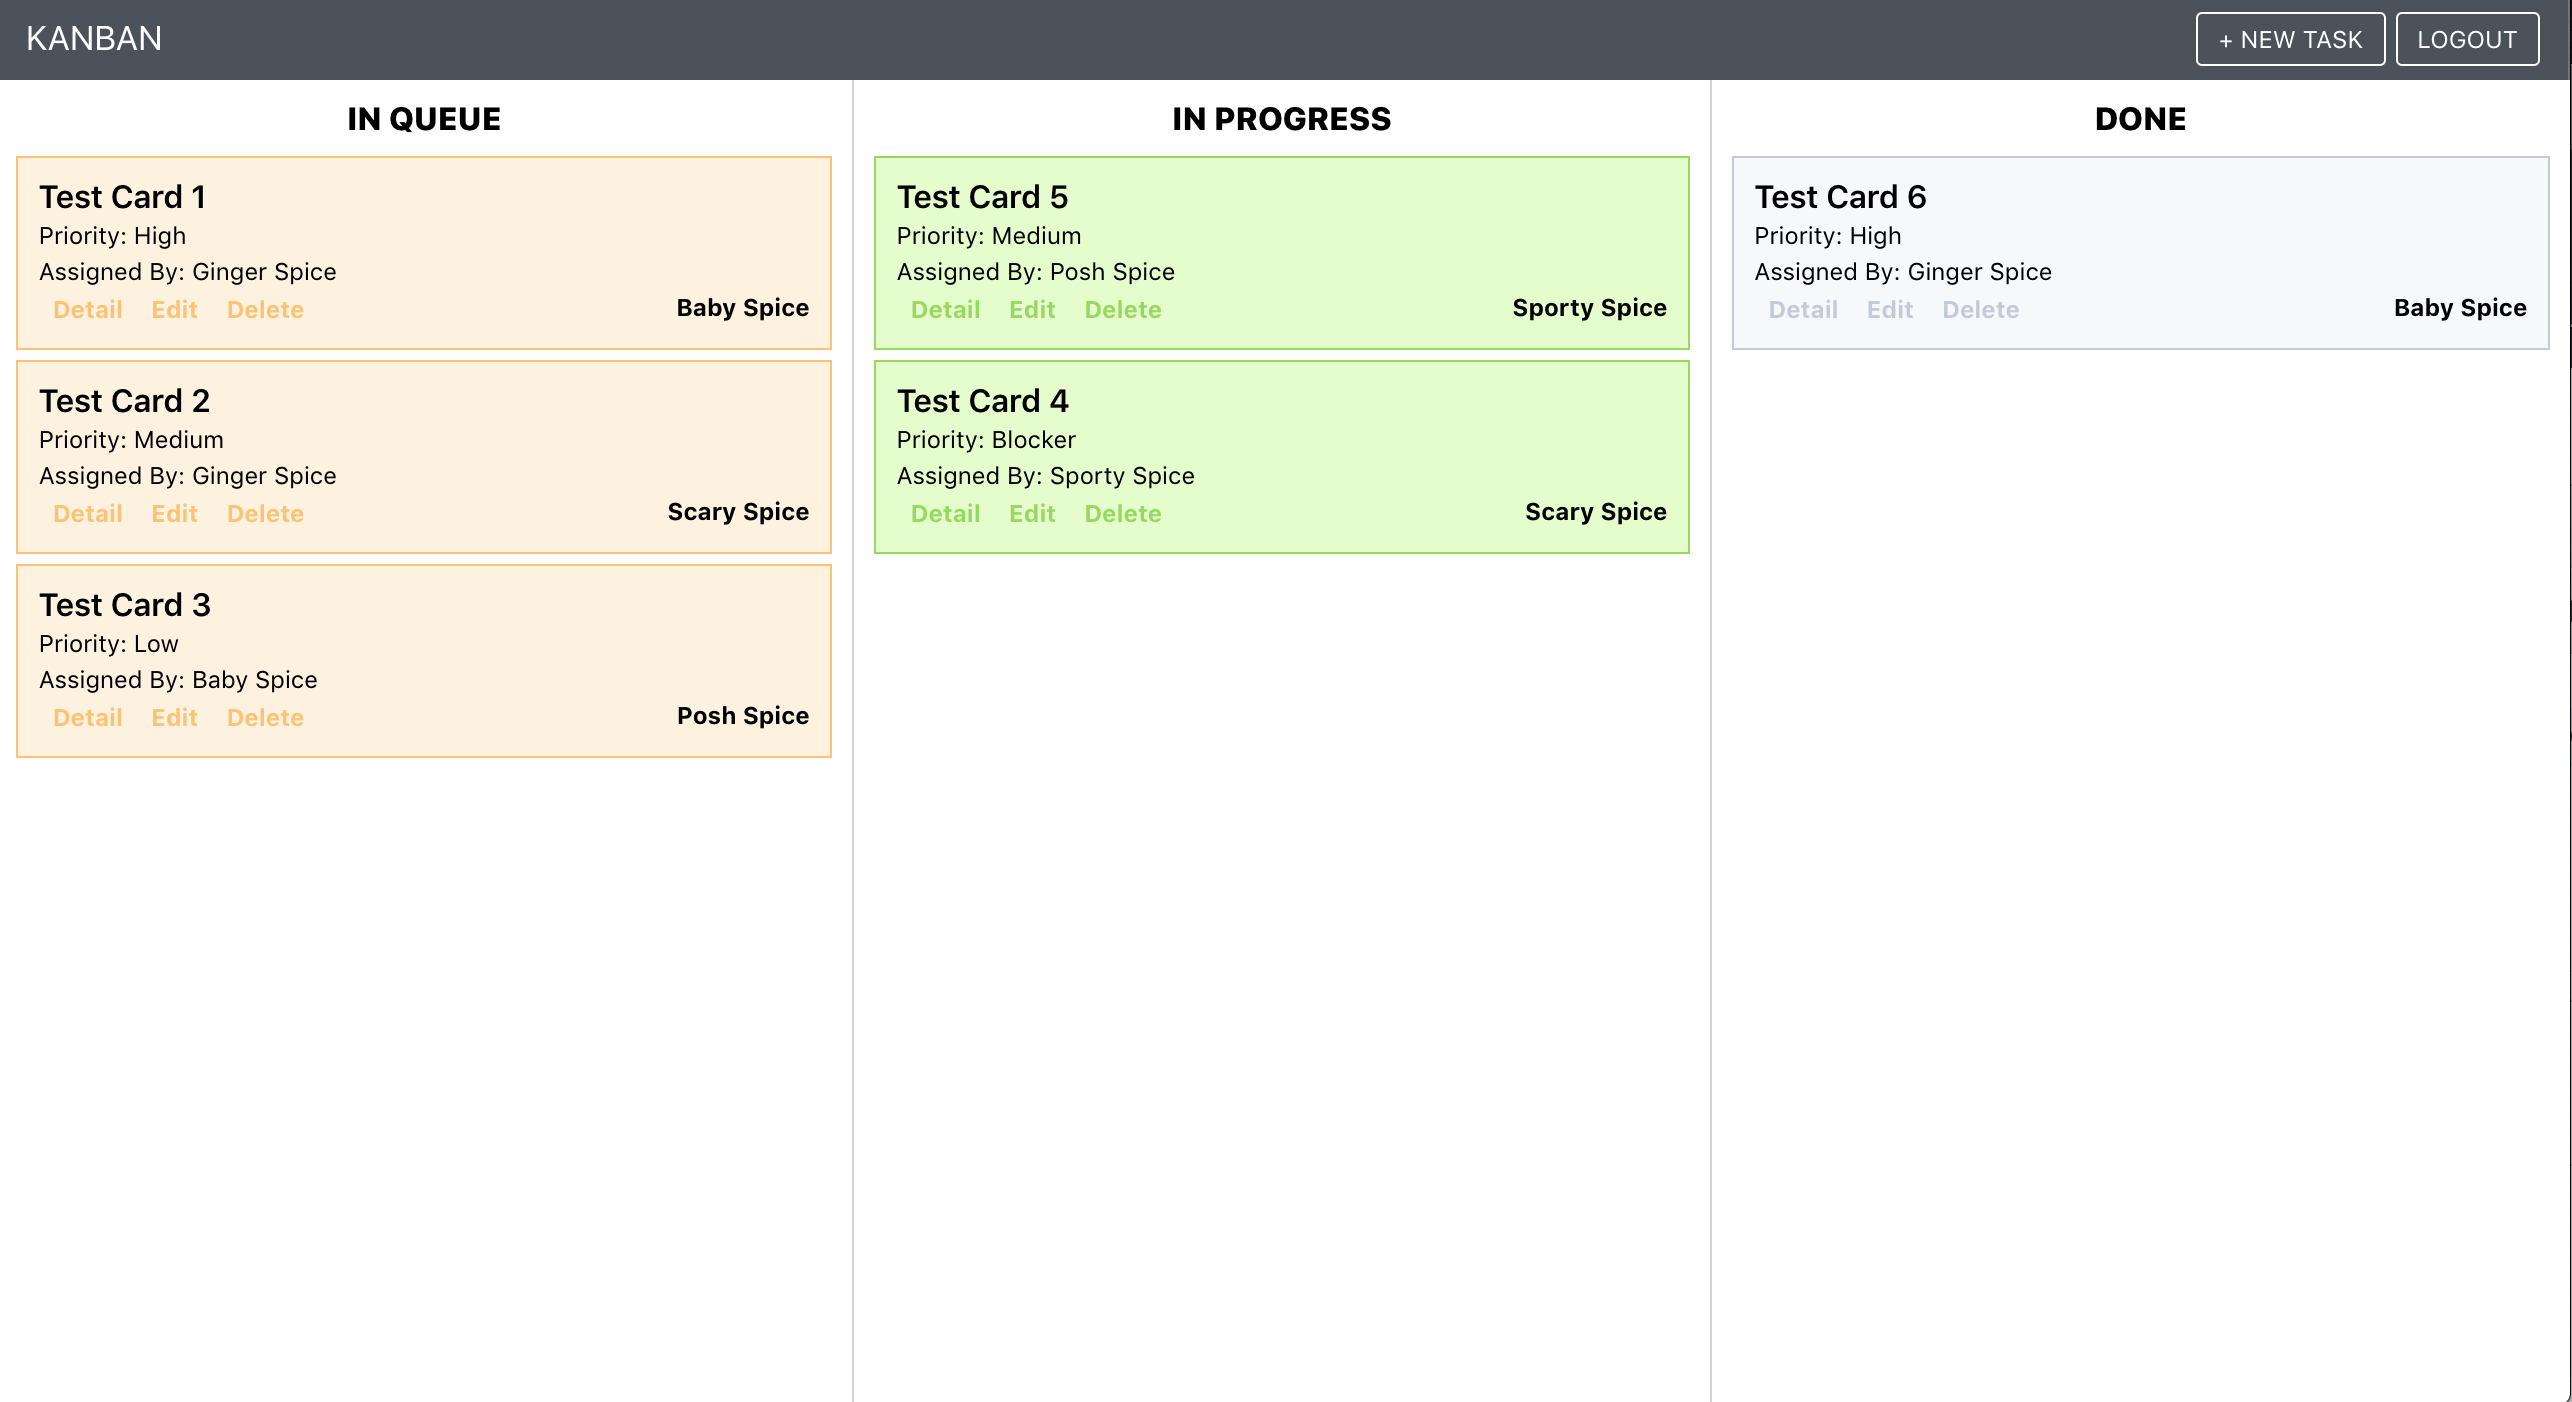 KANBAN
+ NEW TASK
LOGOUT
IN QUEUE
Test Card 1
Priority: High
Assigned By: Ginger Spice
Detail Edit Delete
Baby Spice
Test Card 2
Priority: Medium
Assigned By: Ginger Spice
Detail Edit Delete
Scary Spice
Test Card 3
Priority: Low
Assigned By: Baby Spice
Detail Edit Delete
Posh Spice
IN PROGRESS
Test Card 5
Priority: Medium
Assigned By: Posh Spice
Detail Edit Delete
Sporty Spice
Test Card 4
Priority: Blocker
Assigned By: Sporty Spice
Detail Edit Delete
Scary Spice
DONE
Test Card 6
Priority: High
Assigned By: Ginger Spice
Detail Edit Delete
Baby Spice